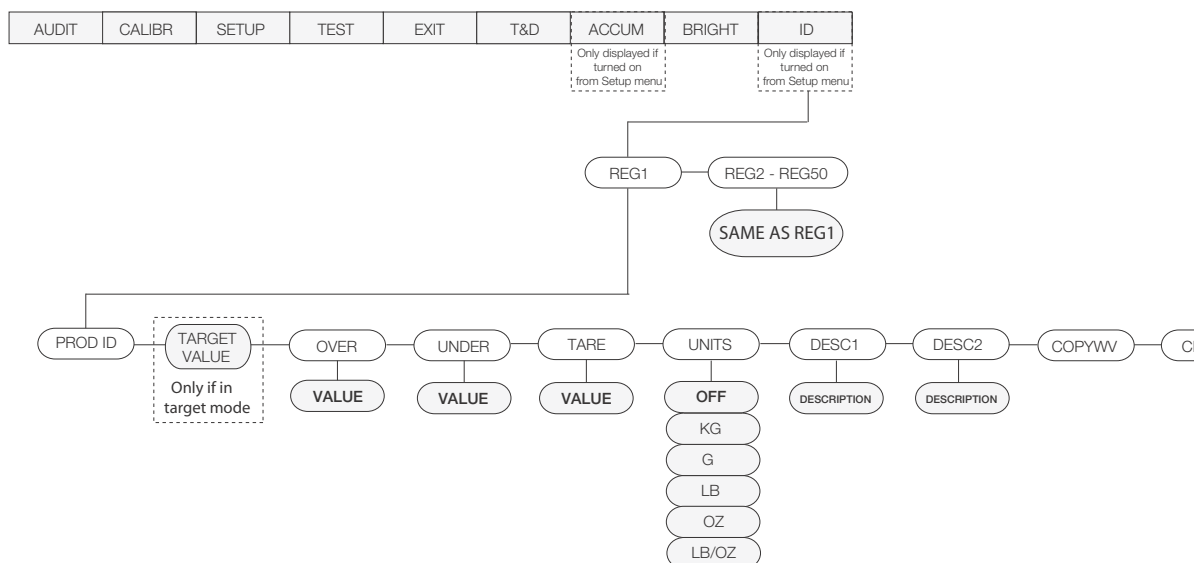 AUDIT CALIBR SETUP TEST EXIT T&D ACCUM BRIGHT ID
Only displayed if
turned on
from Setup menu
Only displayed if
turned on
from Setup menu
REG1 REG2 - REG50
SAME AS REG1
PROD ID TARGET
VALUE OVER UNDER TARE UNITS DESC1 DESC2 COPYWV
Only if in
target mode
VALUE VALUE VALUE OFF DESCRIPTION DESCRIPTION
KG
G
LB
OZ
LB/OZ